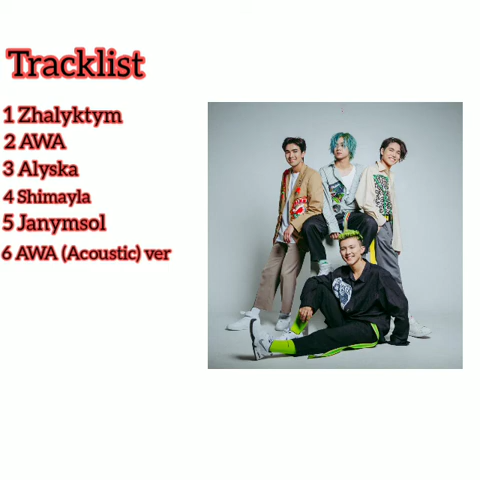 Tracklist
1 Zhalyktym
2 AWA
3 Alyska
4 Shimayla
5 Janymsol
6 AWA (Acoustic) ver